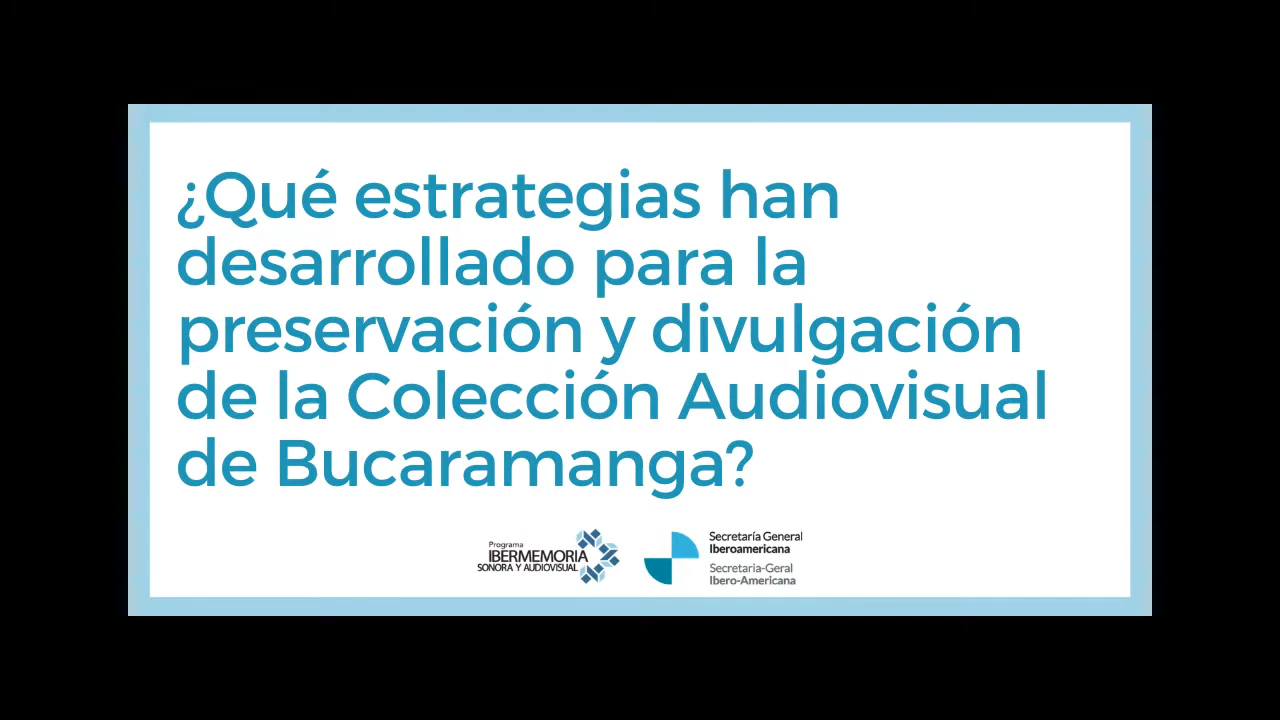 ¿Qué estrategias han
desarrollado para la
preservación y divulgación
de la Colección Audiovisual
de Bucaramanga?
Programa
IBERMEMORIA
SONORA Y AUDIOVISUAL
Secretaría General
Iberoamericana
Secretaria-Geral
Ibero-Americana